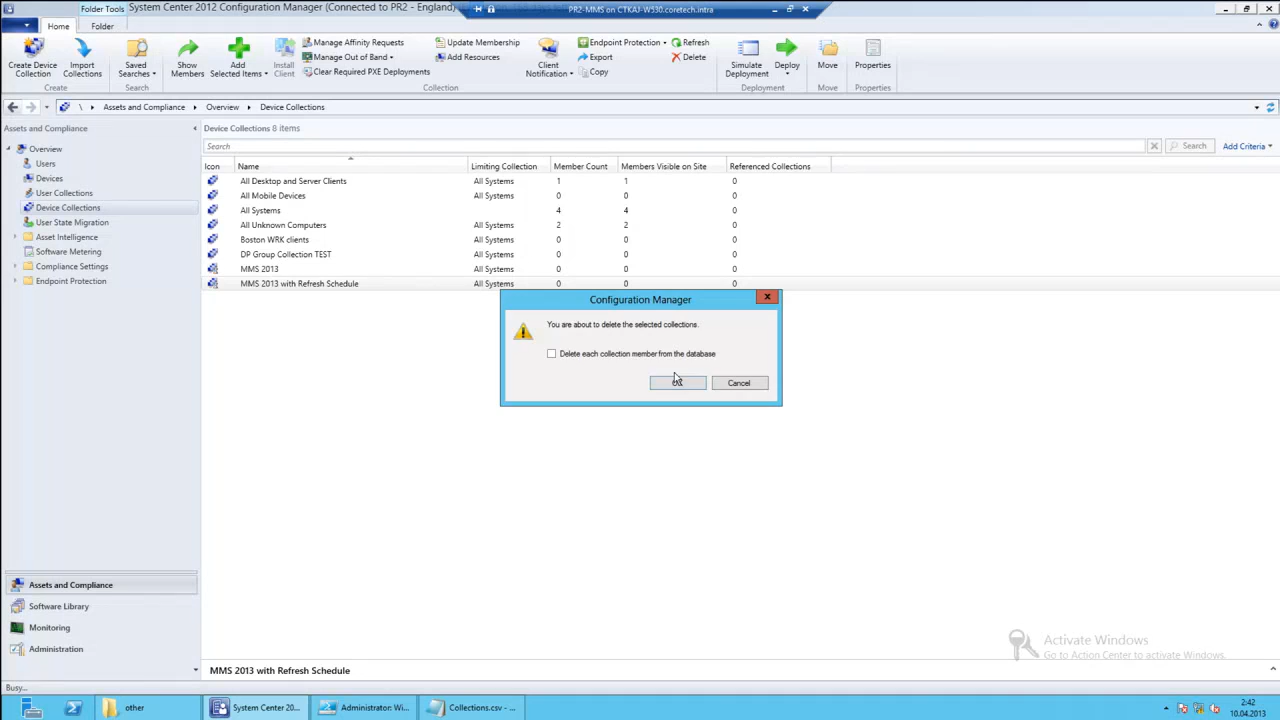 Folder Tools
System Center 2012 Configuration Manager (Connected to PR2 - England),
PR2-MMS on CTKAJ-W530.coretech.intra
Home
Folder
Create Device Collection
Import Collections
Create
Saved Searches
Search
Show Members
Add Selected Items
Install Client
Manage Affinity Requests
Manage Out of Band
Clear Required PXE Deployments
Update Membership
Add Resources
Client Notification
Endpoint Protection
Export
Copy
Refresh
Delete
Collection
Simulate Deployment
Deploy
Deployment
Move
Move
Properties
Properties
\ Assets and Compliance Overview Device Collections
Assets and Compliance
Overview
Users
Devices
User Collections
Device Collections
User State Migration
Asset Intelligence
Software Metering
Compliance Settings
Endpoint Protection
Device Collections 8 items
Search
Search
Add Criteria
Icon Name Limiting Collection Member Count Members Visible on Site Referenced Collections
All Desktop and Server Clients All Systems 1 1 0
All Mobile Devices All Systems 0 0 0
All Systems 4 4 0
All Unknown Computers All Systems 2 2 0
Boston WRK clients All Systems 0 0 0
DP Group Collection TEST All Systems 0 0 0
MMS 2013 All Systems 0 0 0
MMS 2013 with Refresh Schedule All Systems 0 0 0
Configuration Manager
You are about to delete the selected collections.
Delete each collection member from the database
Cancel
Assets and Compliance
Software Library
Monitoring
Administration
Activate Windows
Go to Action Center to activate Windows.
MMS 2013 with Refresh Schedule
Busy...
other
System Center 20...
Administrator: Wi...
Collections.csv - ...
2:42
10.04.2013